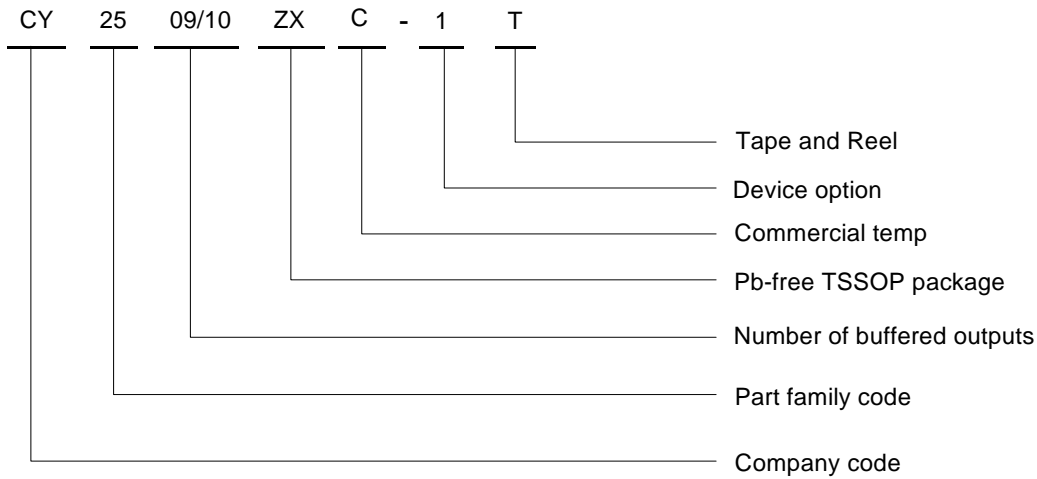 CY 25 09/10 ZX C - 1 T
Tape and Reel
Device option
Commercial temp
Pb-free TSSOP package
Number of buffered outputs
Part family code
Company code